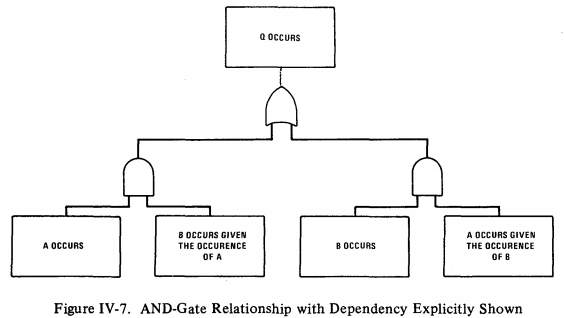 Q OCCURS
A OCCURS
B OCCURS GIVEN
THE OCCURENCE
OF A
B OCCURS
A OCCURS GIVEN
THE OCCURENCE
OF B
Figure IV-7. AND-Gate Relationship with Dependency Explicitly Shown